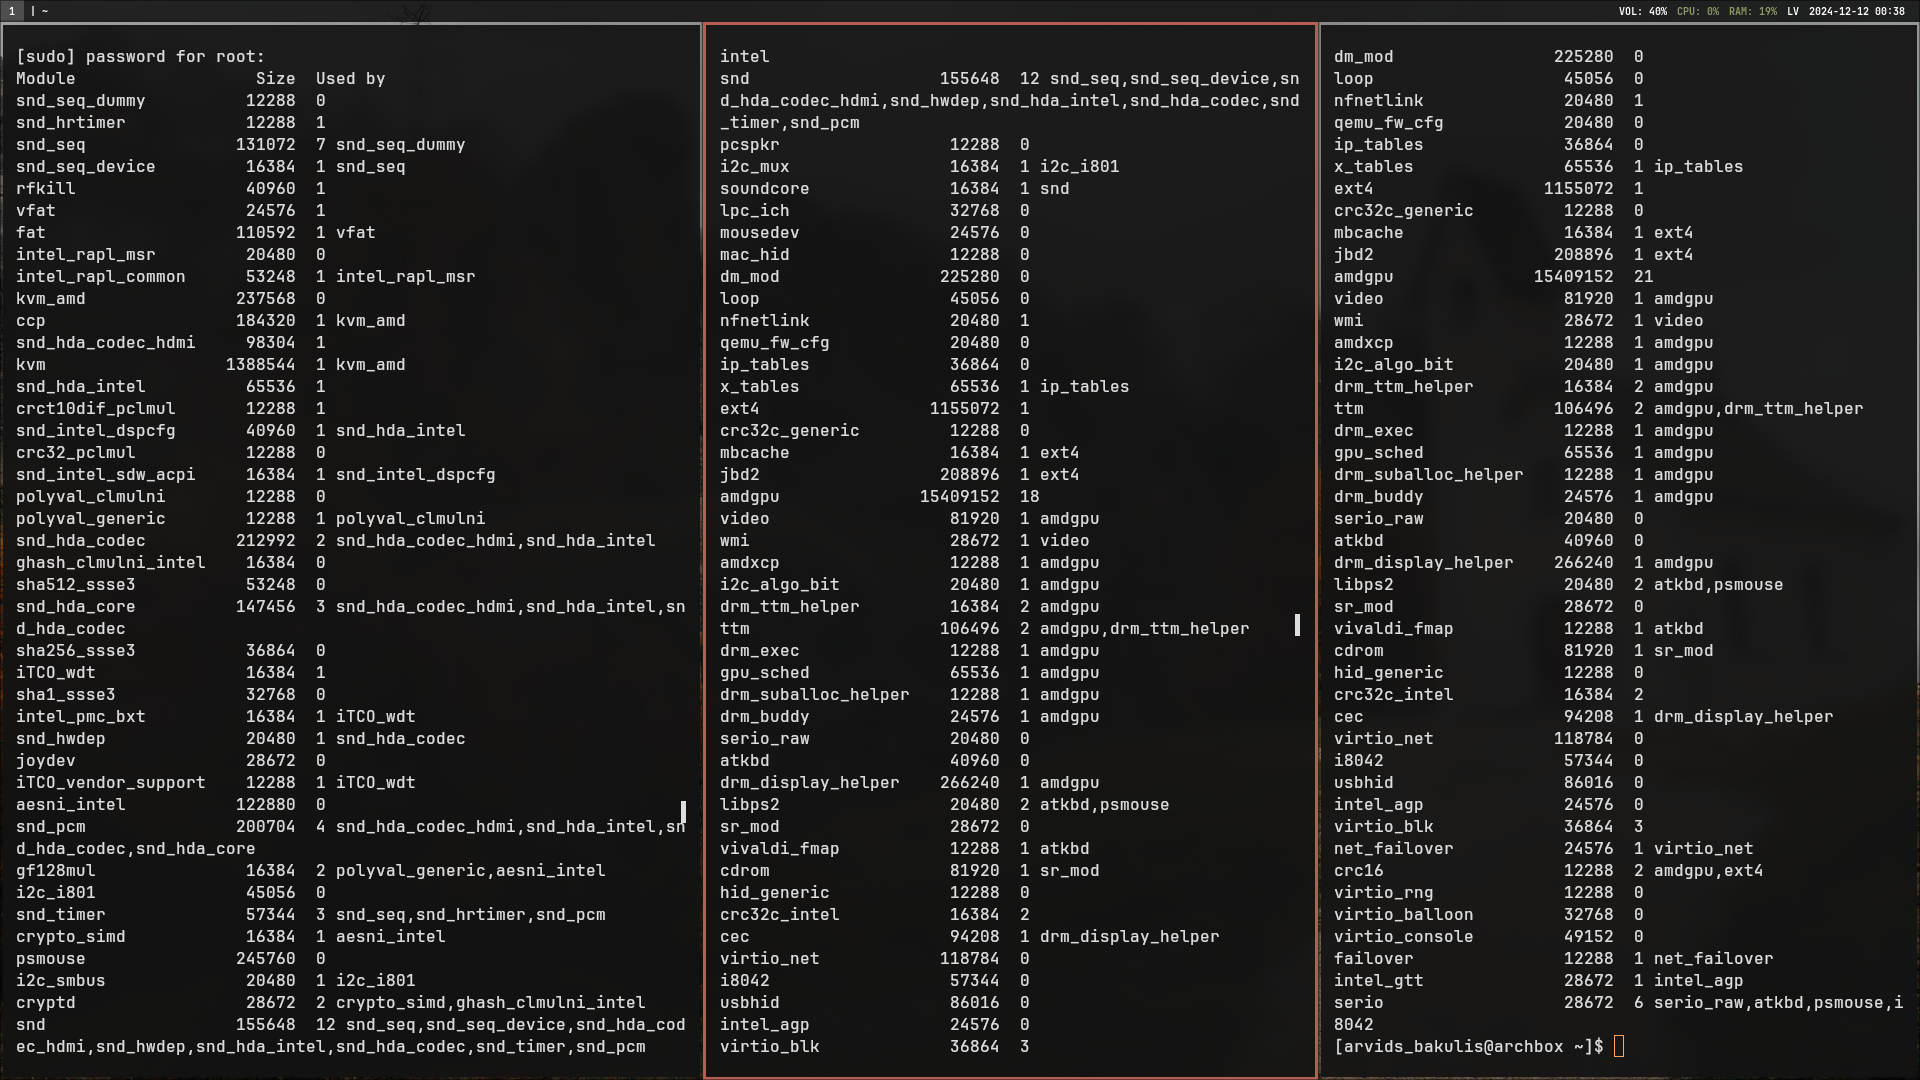 1 | ~ VOL: 40% CPU: 0% RAM: 19% LV 2024-12-12 00:38
[sudo] password for root:
Module Size Used by
snd_seq_dummy 12288 0
snd_hrtimer 12288 1
snd_seq 131072 7 snd_seq_dummy
snd_seq_device 16384 1 snd_seq
rfkill 40960 1
vfat 24576 1
fat 110592 1 vfat
intel_rapl_msr 20480 0
intel_rapl_common 53248 1 intel_rapl_msr
kvm_amd 237568 0
ccp 184320 1 kvm_amd
snd_hda_codec_hdmi 98304 1
kvm 1388544 1 kvm_amd
snd_hda_intel 65536 1
crct10dif_pclmul 12288 1
snd_intel_dspcfg 40960 1 snd_hda_intel
crc32_pclmul 12288 0
snd_intel_sdw_acpi 16384 1 snd_intel_dspcfg
polyval_clmulni 12288 0
polyval_generic 12288 1 polyval_clmulni
snd_hda_codec 212992 2 snd_hda_codec_hdmi,snd_hda_intel
ghash_clmulni_intel 16384 0
sha512_ssse3 53248 0
snd_hda_core 147456 3 snd_hda_codec_hdmi,snd_hda_intel,sn
d_hda_codec
sha256_ssse3 36864 0
iTCO_wdt 16384 1
sha1_ssse3 32768 0
intel_pmc_bxt 16384 1 iTCO_wdt
snd_hwdep 20480 1 snd_hda_codec
joydev 28672 0
iTCO_vendor_support 12288 1 iTCO_wdt
aesni_intel 122880 0
snd_pcm 200704 4 snd_hda_codec_hdmi,snd_hda_intel,sn
d_hda_codec,snd_hda_core
gf128mul 16384 2 polyval_generic,aesni_intel
i2c_i801 45056 0
snd_timer 57344 3 snd_seq,snd_hrtimer,snd_pcm
crypto_simd 16384 1 aesni_intel
psmouse 245760 0
i2c_smbus 20480 1 i2c_i801
cryptd 28672 2 crypto_simd,ghash_clmulni_intel
snd 155648 12 snd_seq,snd_seq_device,snd_hda_cod
ec_hdmi,snd_hwdep,snd_hda_intel,snd_hda_codec,snd_timer,snd_pcm
intel
snd 155648 12 snd_seq,snd_seq_device,sn
d_hda_codec_hdmi,snd_hwdep,snd_hda_intel,snd_hda_codec,snd
_timer,snd_pcm
pcspkr 12288 0
i2c_mux 16384 1 i2c_i801
soundcore 16384 1 snd
lpc_ich 32768 0
mousedev 24576 0
mac_hid 12288 0
dm_mod 225280 0
loop 45056 0
nfnetlink 20480 1
qemu_fw_cfg 20480 0
ip_tables 36864 0
x_tables 65536 1 ip_tables
ext4 1155072 1
crc32c_generic 12288 0
mbcache 16384 1 ext4
jbd2 208896 1 ext4
amdgpu 15409152 18
video 81920 1 amdgpu
wmi 28672 1 video
amdxcp 12288 1 amdgpu
i2c_algo_bit 20480 1 amdgpu
drm_ttm_helper 16384 2 amdgpu
ttm 106496 2 amdgpu,drm_ttm_helper
drm_exec 12288 1 amdgpu
gpu_sched 65536 1 amdgpu
drm_suballoc_helper 12288 1 amdgpu
drm_buddy 24576 1 amdgpu
serio_raw 20480 0
atkbd 40960 0
drm_display_helper 266240 1 amdgpu
libps2 20480 2 atkbd,psmouse
sr_mod 28672 0
vivaldi_fmap 12288 1 atkbd
cdrom 81920 1 sr_mod
hid_generic 12288 0
crc32c_intel 16384 2
cec 94208 1 drm_display_helper
virtio_net 118784 0
i8042 57344 0
usbhid 86016 0
intel_agp 24576 0
virtio_blk 36864 3
dm_mod 225280 0
loop 45056 0
nfnetlink 20480 1
qemu_fw_cfg 20480 0
ip_tables 36864 0
x_tables 65536 1 ip_tables
ext4 1155072 1
crc32c_generic 12288 0
mbcache 16384 1 ext4
jbd2 208896 1 ext4
amdgpu 15409152 21
video 81920 1 amdgpu
wmi 28672 1 video
amdxcp 12288 1 amdgpu
i2c_algo_bit 20480 1 amdgpu
drm_ttm_helper 16384 2 amdgpu
ttm 106496 2 amdgpu,drm_ttm_helper
drm_exec 12288 1 amdgpu
gpu_sched 65536 1 amdgpu
drm_suballoc_helper 12288 1 amdgpu
drm_buddy 24576 1 amdgpu
serio_raw 20480 0
atkbd 40960 0
drm_display_helper 266240 1 amdgpu
libps2 20480 2 atkbd,psmouse
sr_mod 28672 0
vivaldi_fmap 12288 1 atkbd
cdrom 81920 1 sr_mod
hid_generic 12288 0
crc32c_intel 16384 2
cec 94208 1 drm_display_helper
virtio_net 118784 0
i8042 57344 0
usbhid 86016 0
intel_agp 24576 0
virtio_blk 36864 3
net_failover 24576 1 virtio_net
crc16 12288 2 amdgpu,ext4
virtio_rng 12288 0
virtio_balloon 32768 0
virtio_console 49152 0
failover 12288 1 net_failover
intel_gtt 28672 1 intel_agp
serio 28672 6 serio_raw,atkbd,psmouse,i
8042
[arvids_bakulis@archbox ~]$